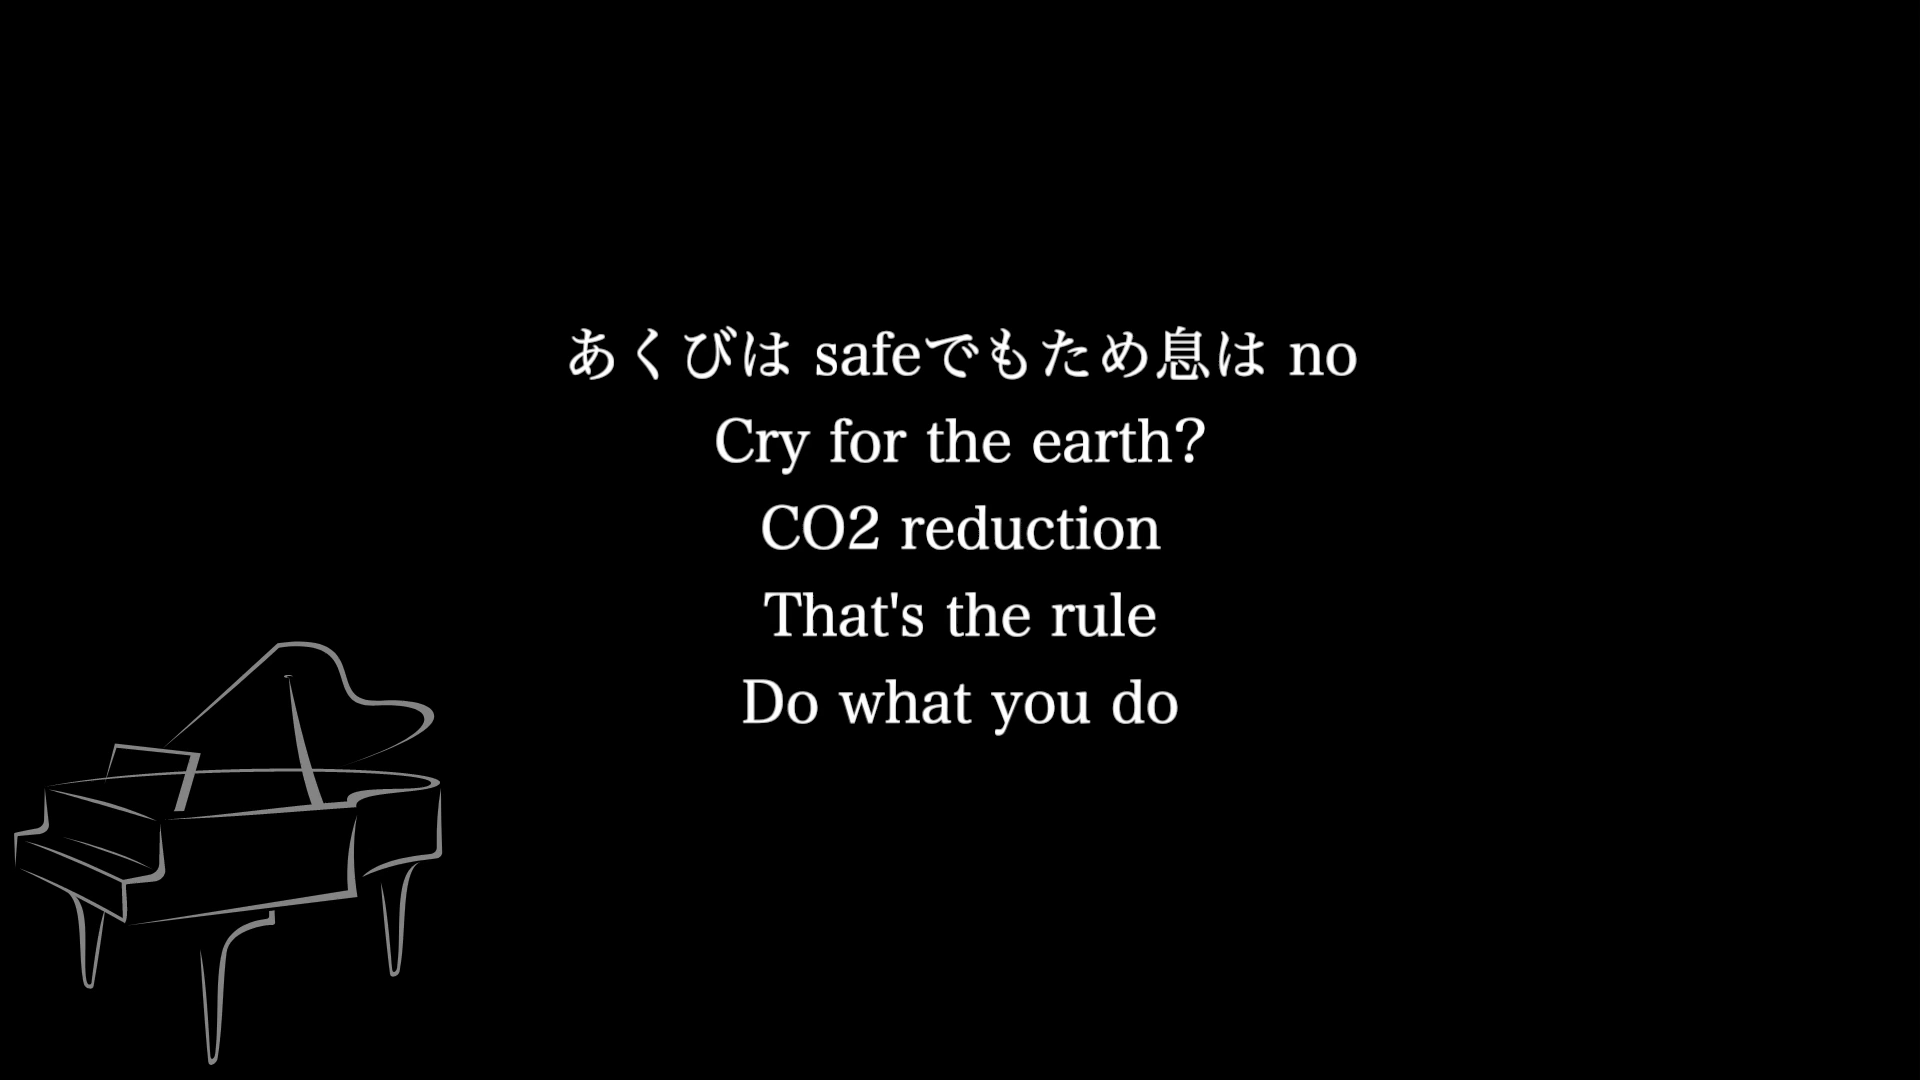 あくびは safeでもため息は no
Cry for the earth?
CO2 reduction
That's the rule
Do what you do